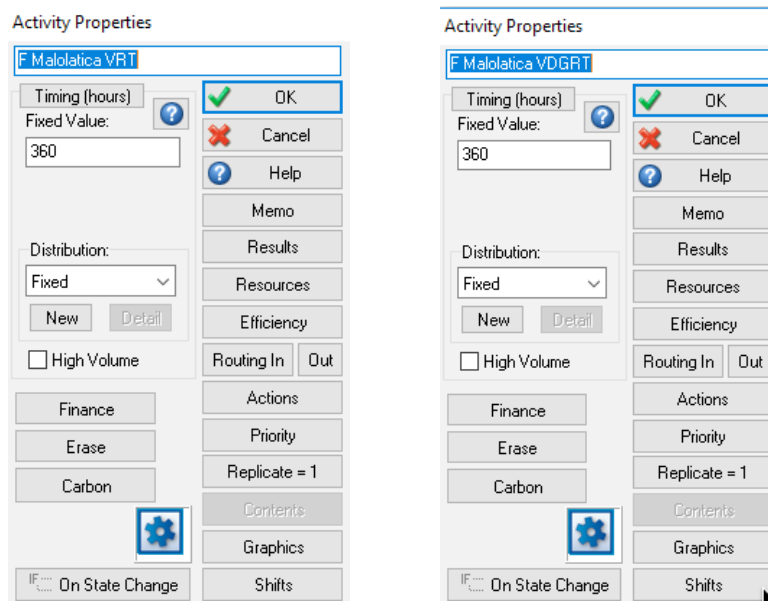 Activity Properties
F Malolatica VRT
Timing (hours)
Fixed Value:
360
Distribution:
Fixed
New
Detail
High Volume
Finance
Erase
Carbon
IF
On State Change
OK
Cancel
Help
Memo
Results
Resources
Efficiency
Routing In
Out
Actions
Priority
Replicate = 1
Contents
Graphics
Shifts
Activity Properties
F Malolatica VDGRT
Timing (hours)
Fixed Value:
360
Distribution:
Fixed
New
Detail
High Volume
Finance
Erase
Carbon
IF
On State Change
OK
Cancel
Help
Memo
Results
Resources
Efficiency
Routing In
Out
Actions
Priority
Replicate = 1
Contents
Graphics
Shifts